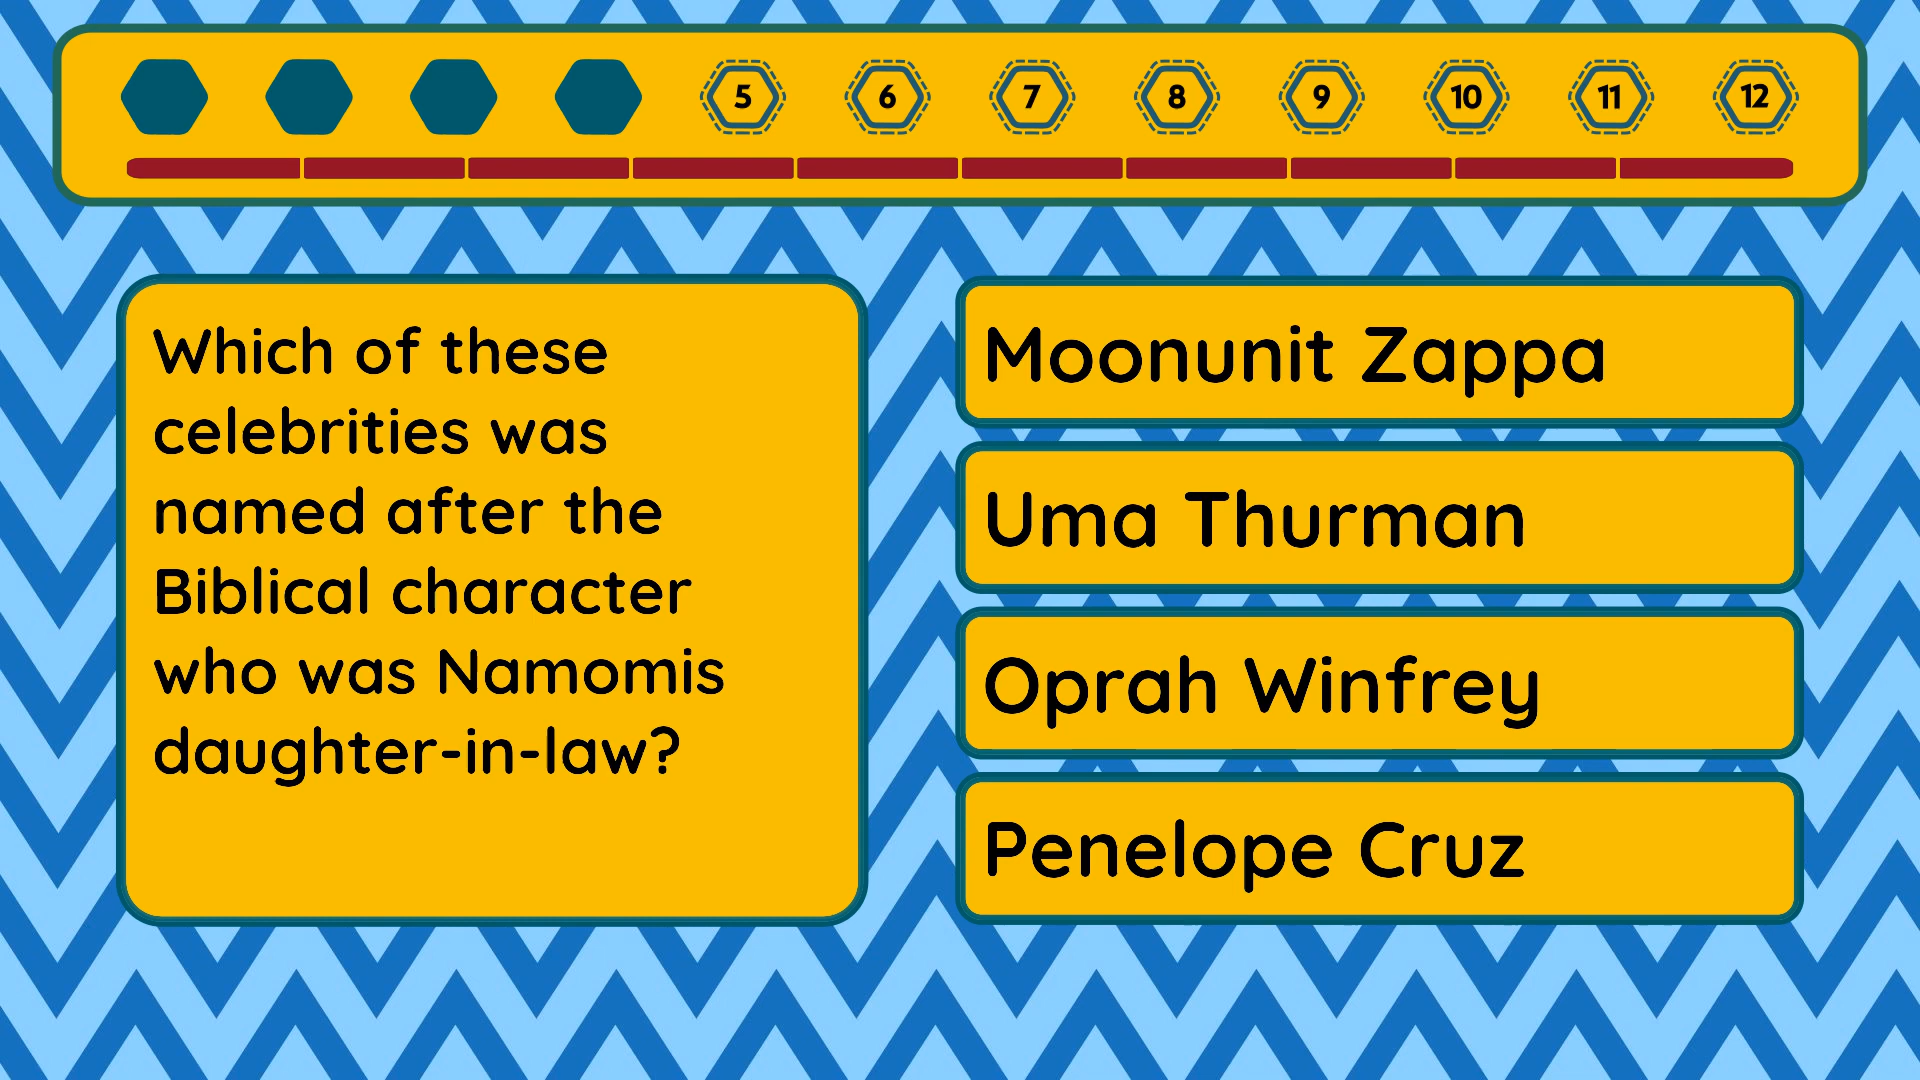 5 6 7 8 9 10 11 12
Which of these
celebrities was
named after the
Biblical character
who was Namomis
daughter-in-law?
Moonunit Zappa
Uma Thurman
Oprah Winfrey
Penelope Cruz